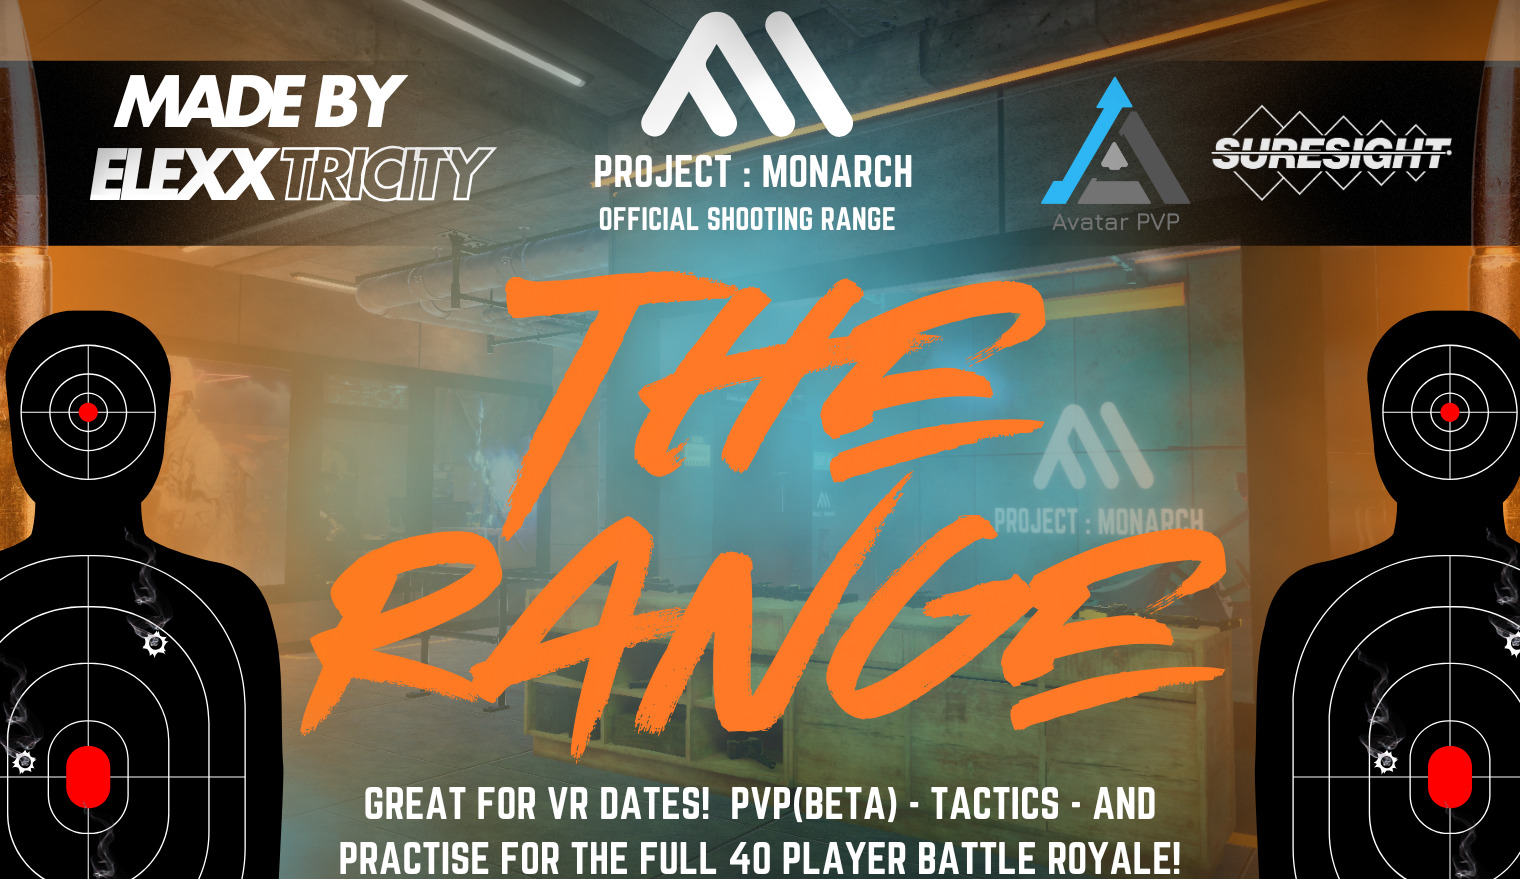 MADE BY
ELEXXTRICITY
PROJECT : MONARCH
OFFICIAL SHOOTING RANGE
Avatar PVP
SURESIGHT
THE
RANGE
PROJECT : MONARCH
GREAT FOR VR DATES! PVP(BETA) - TACTICS - AND
PRACTISE FOR THE FULL 40 PLAYER BATTLE ROYALE!